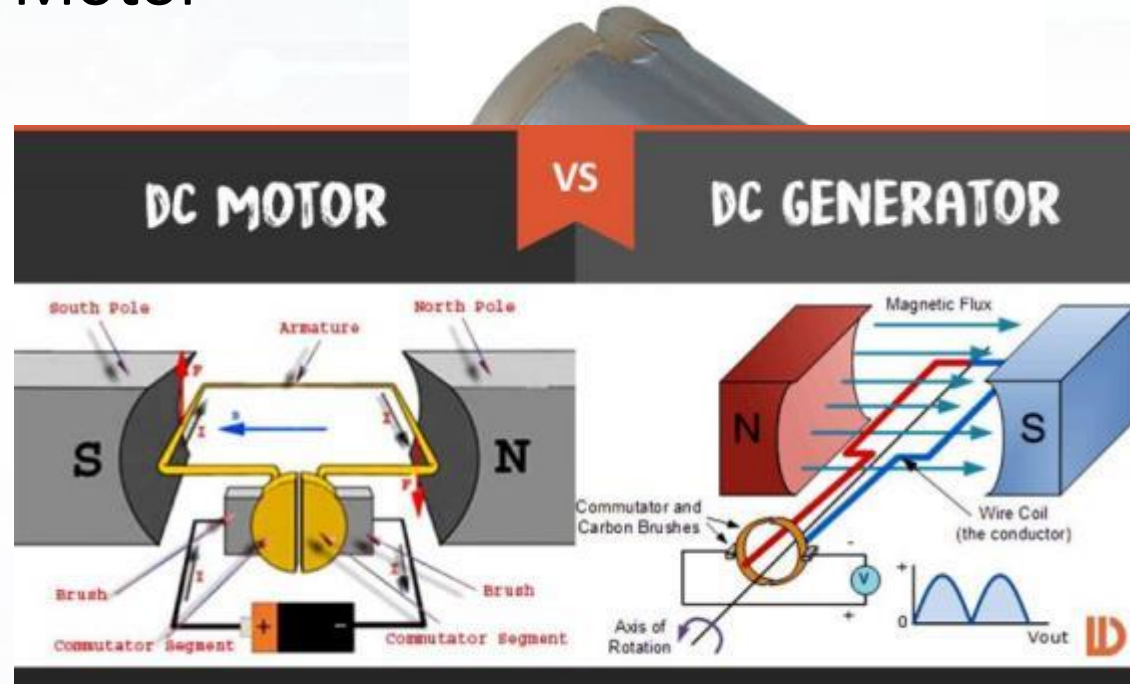 Motor
DC MOTOR
VS
DC GENERATOR
South Pole
North Pole
Armature
F
I
B
I
S
N
F
Brush
I
+
-
I
Brush
Commutator Segment
Commutator Segment
Magnetic Flux
N
S
Commutator and
Carbon Brushes
Wire Coil
(the conductor)
-
V
+
Axis of
Rotation
+
0
Vout